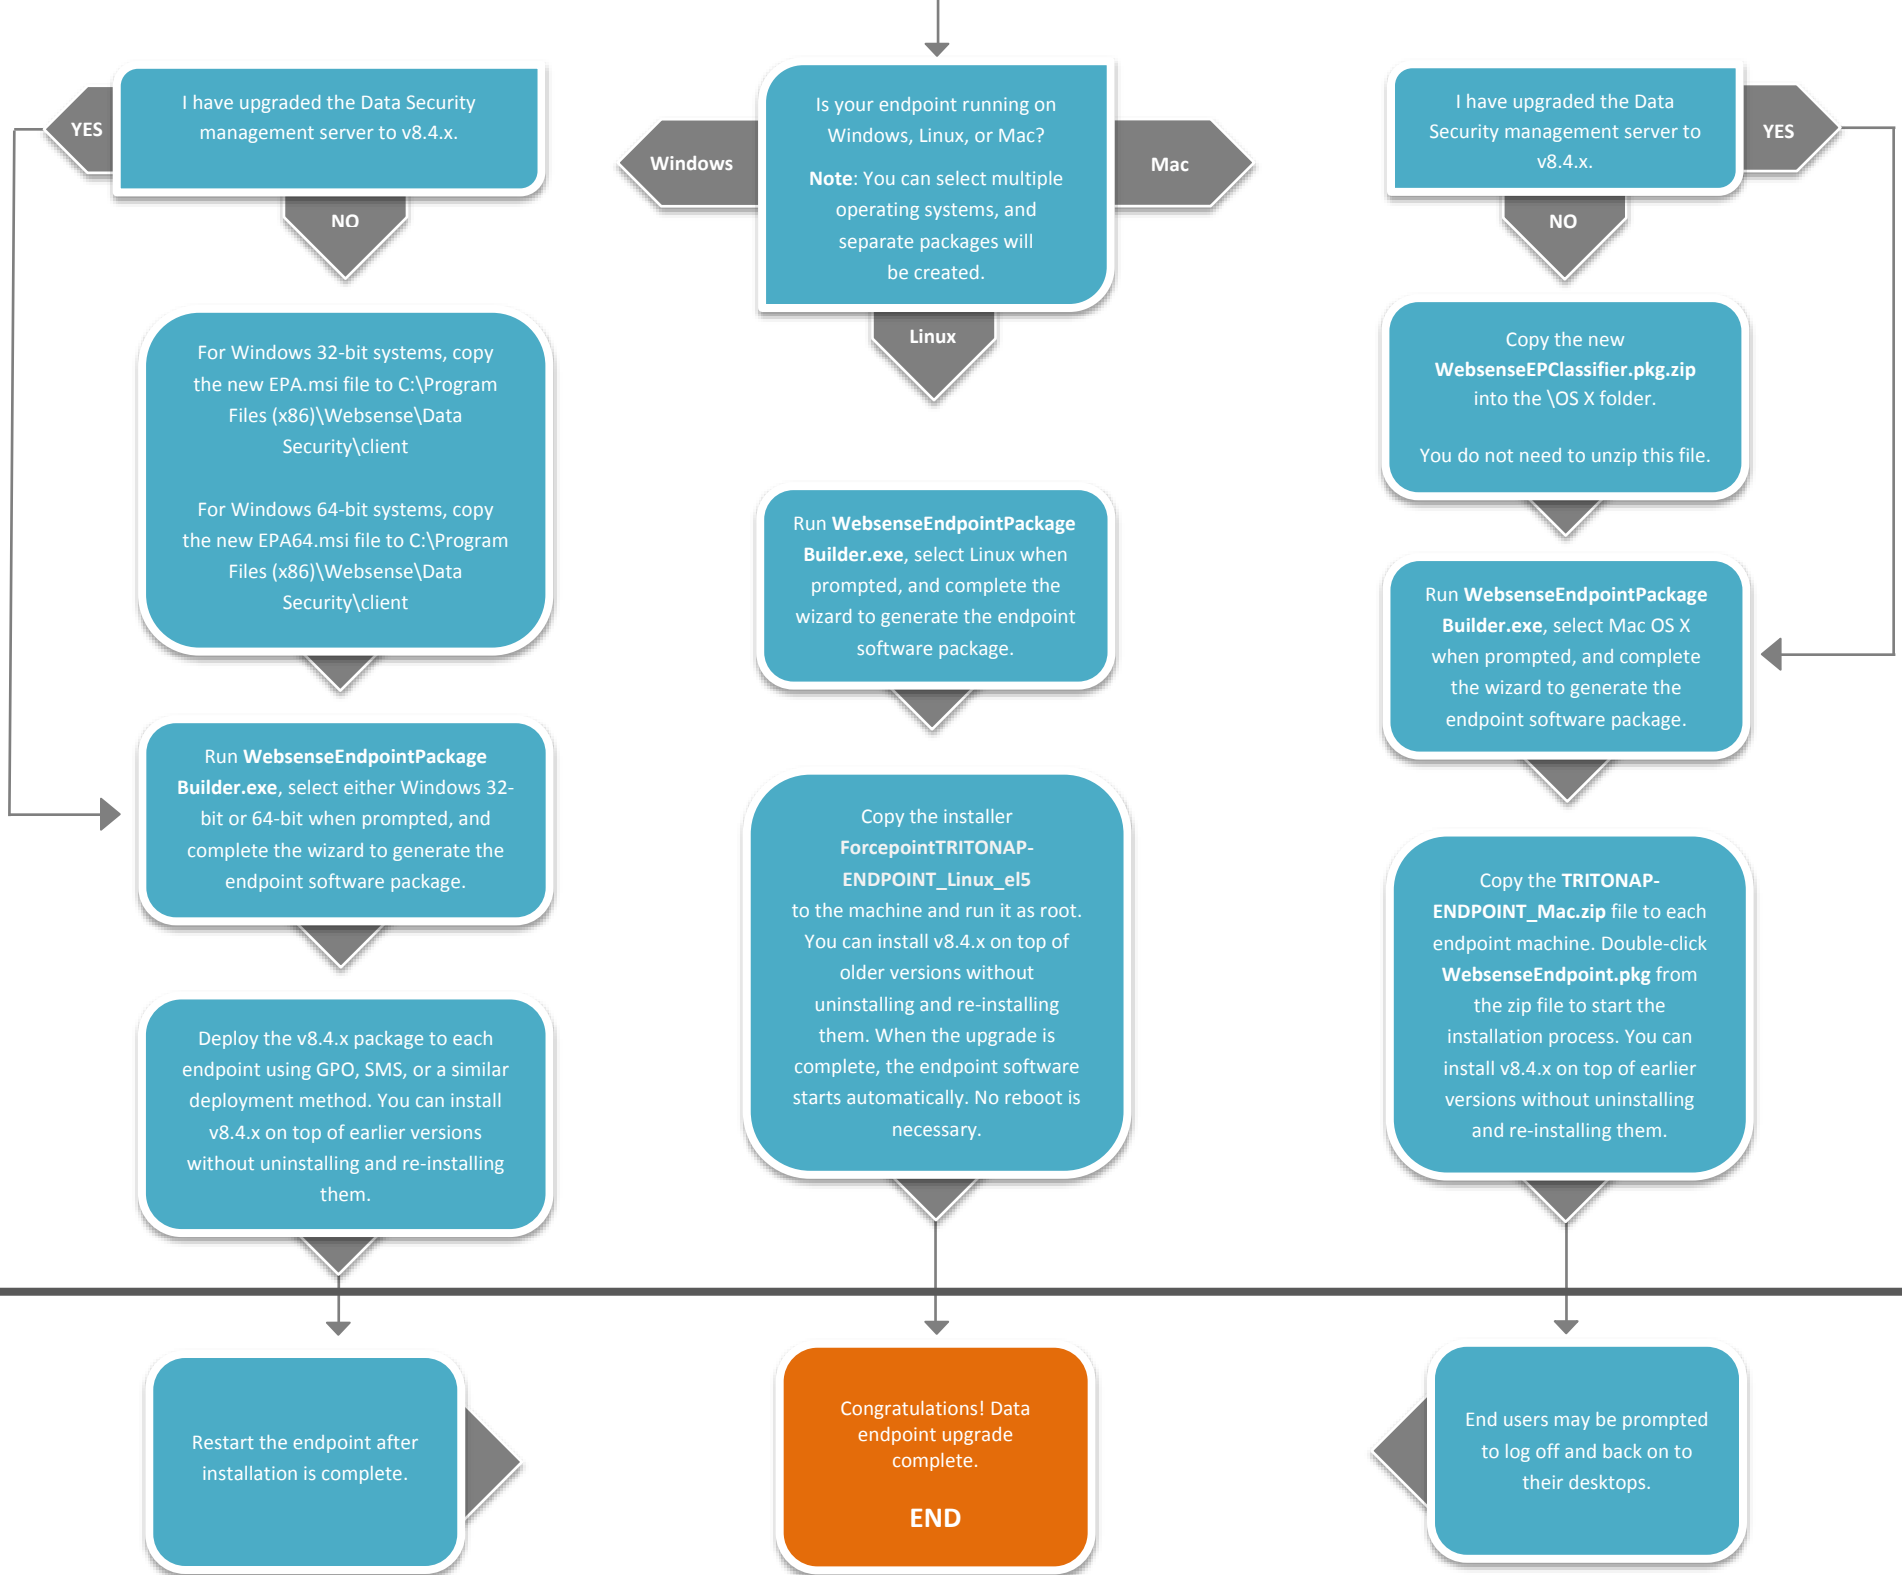 I have upgraded the Data Security
management server to v8.4.x.
YES
NO
For Windows 32-bit systems, copy
the new EPA.msi file to C:\Program
Files (x86)\Websense\Data
Security\client
For Windows 64-bit systems, copy
the new EPA64.msi file to C:\Program
Files (x86)\Websense\Data
Security\client
Run WebsenseEndpointPackage
Builder.exe, select either Windows 32-
bit or 64-bit when prompted, and
complete the wizard to generate the
endpoint software package.
Deploy the v8.4.x package to each
endpoint using GPO, SMS, or a similar
deployment method. You can install
v8.4.x on top of earlier versions
without uninstalling and re-installing
them.
Restart the endpoint after
installation is complete.
Is your endpoint running on
Windows, Linux, or Mac?
Note: You can select multiple
operating systems, and
separate packages will
be created.
Windows
Mac
Linux
Run WebsenseEndpointPackage
Builder.exe, select Linux when
prompted, and complete the
wizard to generate the endpoint
software package.
Copy the installer
ForcepointTRITONAP-
ENDPOINT_Linux_el5
to the machine and run it as root.
You can install v8.4.x on top of
older versions without
uninstalling and re-installing
them. When the upgrade is
complete, the endpoint software
starts automatically. No reboot is
necessary.
Congratulations! Data
endpoint upgrade
complete.
END
I have upgraded the Data
Security management server to
v8.4.x.
YES
NO
Copy the new
WebsenseEPClassifier.pkg.zip
into the \OS X folder.
You do not need to unzip this file.
Run WebsenseEndpointPackage
Builder.exe, select Mac OS X
when prompted, and complete
the wizard to generate the
endpoint software package.
Copy the TRITONAP-
ENDPOINT_Mac.zip file to each
endpoint machine. Double-click
WebsenseEndpoint.pkg from
the zip file to start the
installation process. You can
install v8.4.x on top of earlier
versions without uninstalling
and re-installing them.
End users may be prompted
to log off and back on to
their desktops.